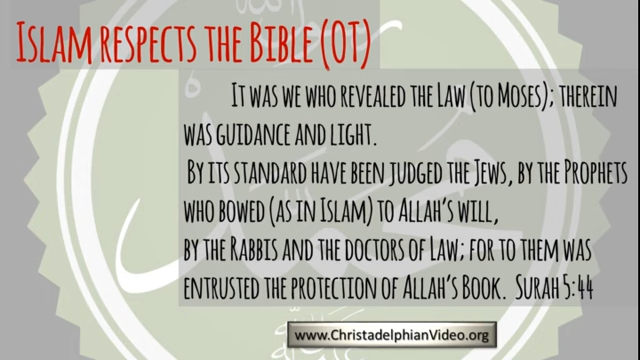 Islam respects the Bible (OT)
It was we who revealed the Law (to Moses); therein
was guidance and light.
By its standard have been judged the Jews, by the Prophets
who bowed (as in Islam) to Allah's will,
by the Rabbis and the doctors of Law; for to them was
entrusted the protection of Allah's Book. Surah 5:44
www.ChristadelphianVideo.org
محمد